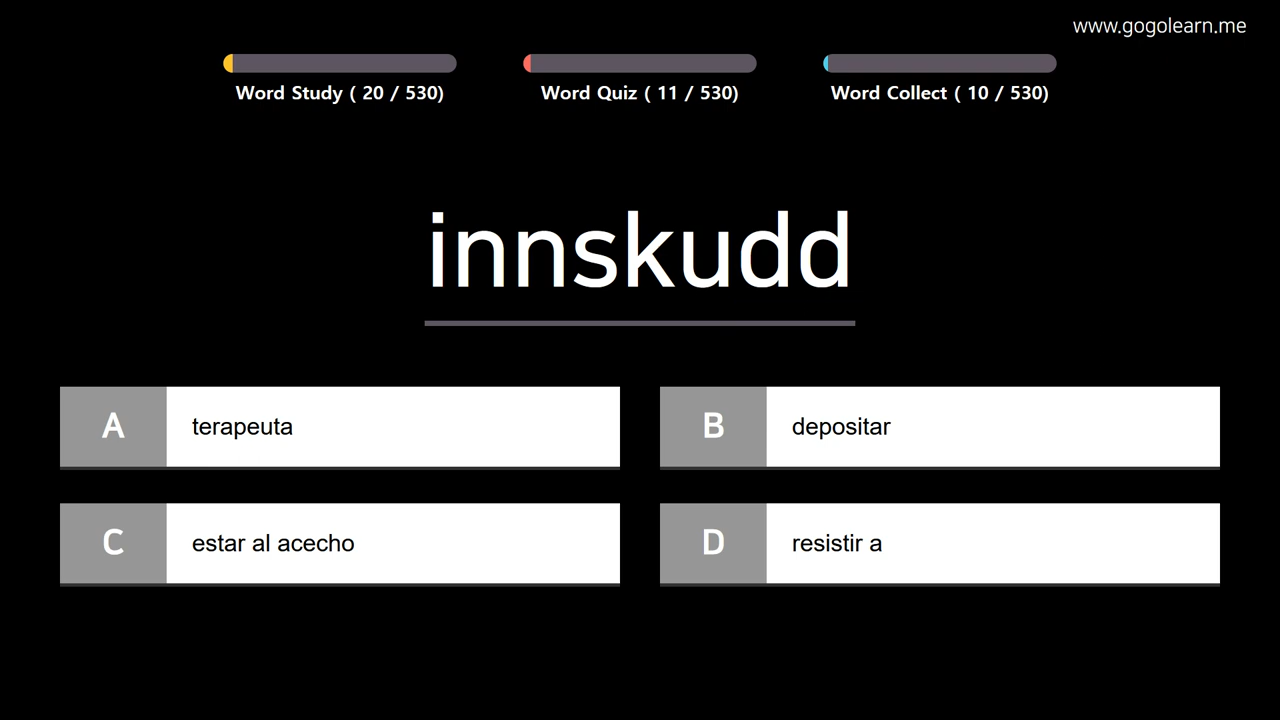 www.gogolearn.me
Word Study ( 20 / 530)
Word Quiz ( 11 / 530)
Word Collect ( 10 / 530)
innskudd
A terapeuta
B depositar
C estar al acecho
D resistir a